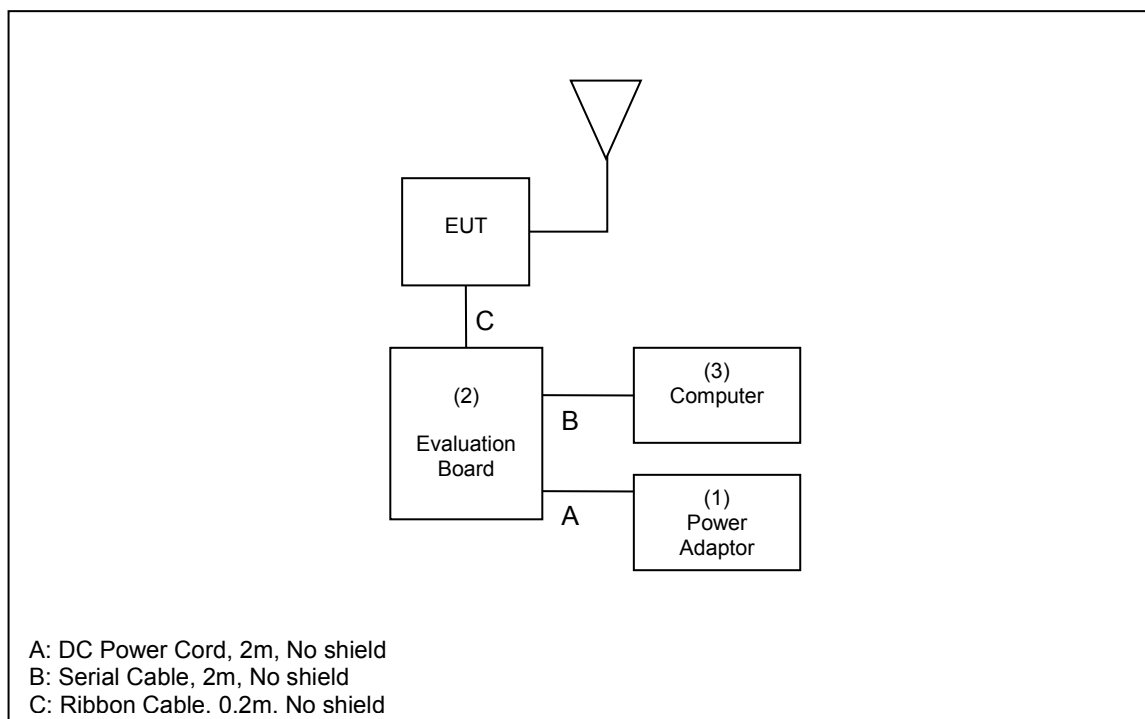 EUT
C
(2)
Evaluation
Board
B
(3)
Computer
A
(1)
Power
Adaptor
A: DC Power Cord, 2m, No shield
B: Serial Cable, 2m, No shield
C: Ribbon Cable. 0.2m. No shield